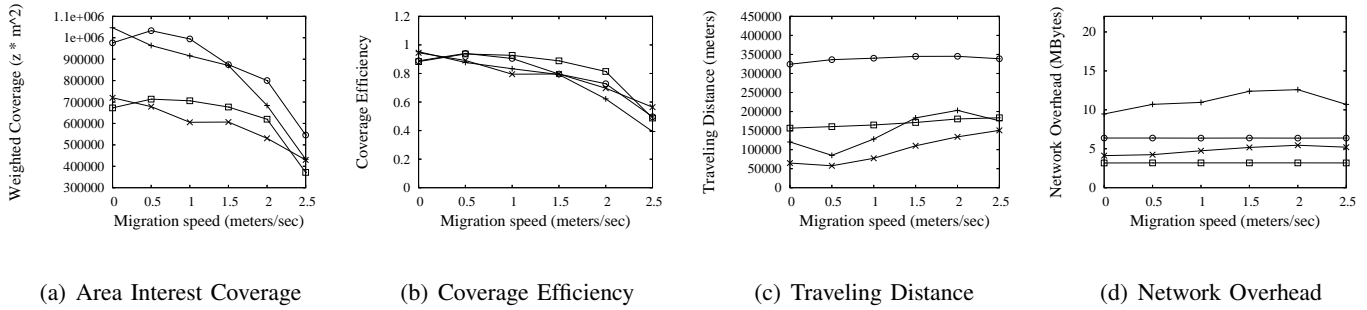 Weighted Coverage (z * m^2)
1.1e+006
1e+006
900000
800000
700000
600000
500000
400000
300000
0 0.5 1 1.5 2 2.5
Migration speed (meters/sec)
(a) Area Interest Coverage
Coverage Efficiency
1.2
1
0.8
0.6
0.4
0.2
0
0 0.5 1 1.5 2 2.5
Migration speed (meters/sec)
(b) Coverage Efficiency
Traveling Distance (meters)
450000
400000
350000
300000
250000
200000
150000
100000
50000
0
0 0.5 1 1.5 2 2.5
Migration speed (meters/sec)
(c) Traveling Distance
Network Overhead (MBytes)
20
15
10
5
0
0 0.5 1 1.5 2 2.5
Migration speed (meters/sec)
(d) Network Overhead